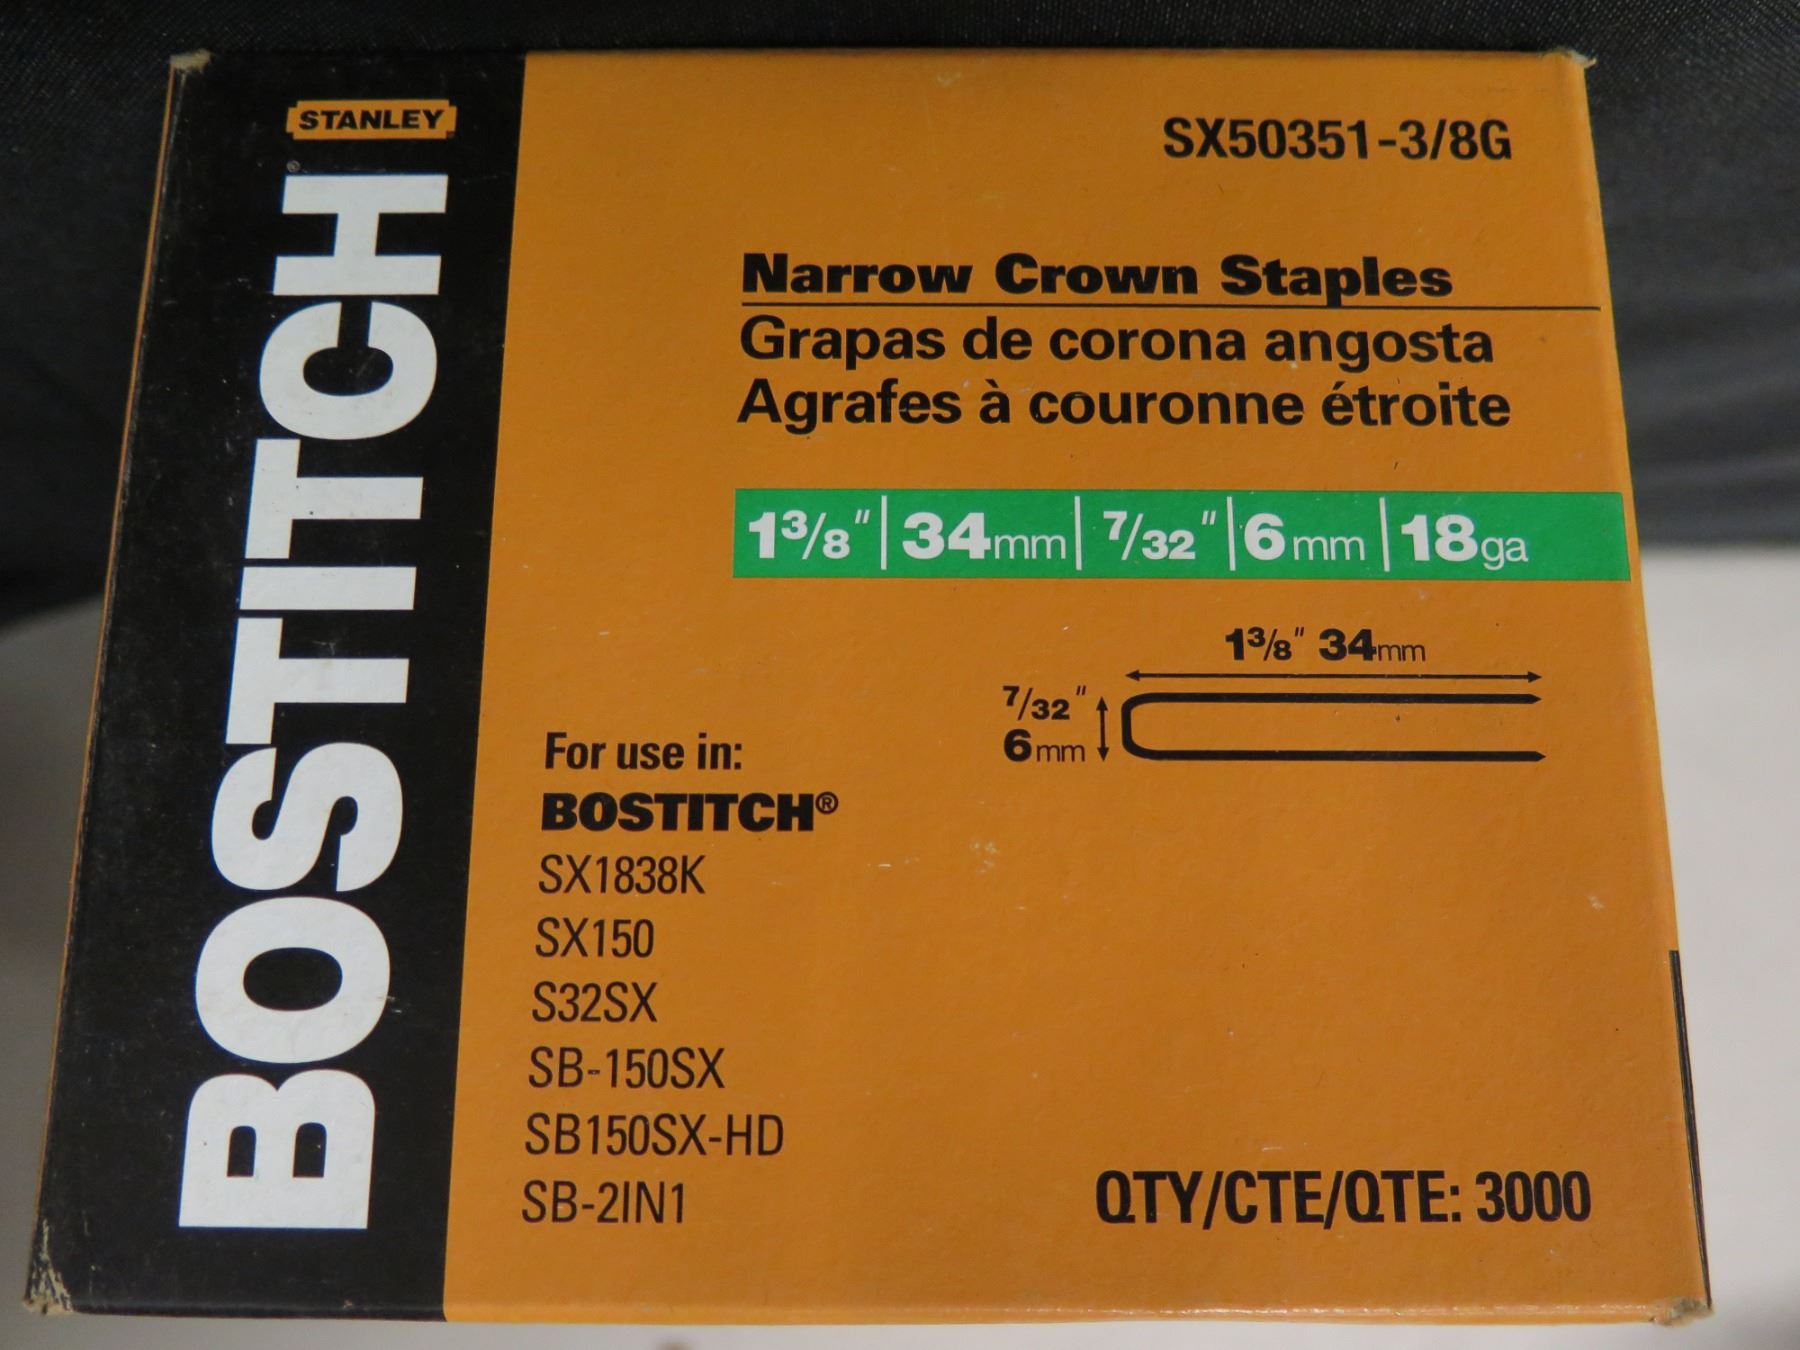 STANLEY
BOSTITCH
SX50351-3/8G
Narrow Crown Staples
Grapas de corona angosta
Agrafes à couronne étroite
1 3/8" | 34mm | 7/32" | 6mm | 18ga
1 3/8" 34mm
7/32"
6mm
For use in:
BOSTITCH®
SX1838K
SX150
S32SX
SB-150SX
SB150SX-HD
SB-2IN1
QTY/CTE/QTE: 3000